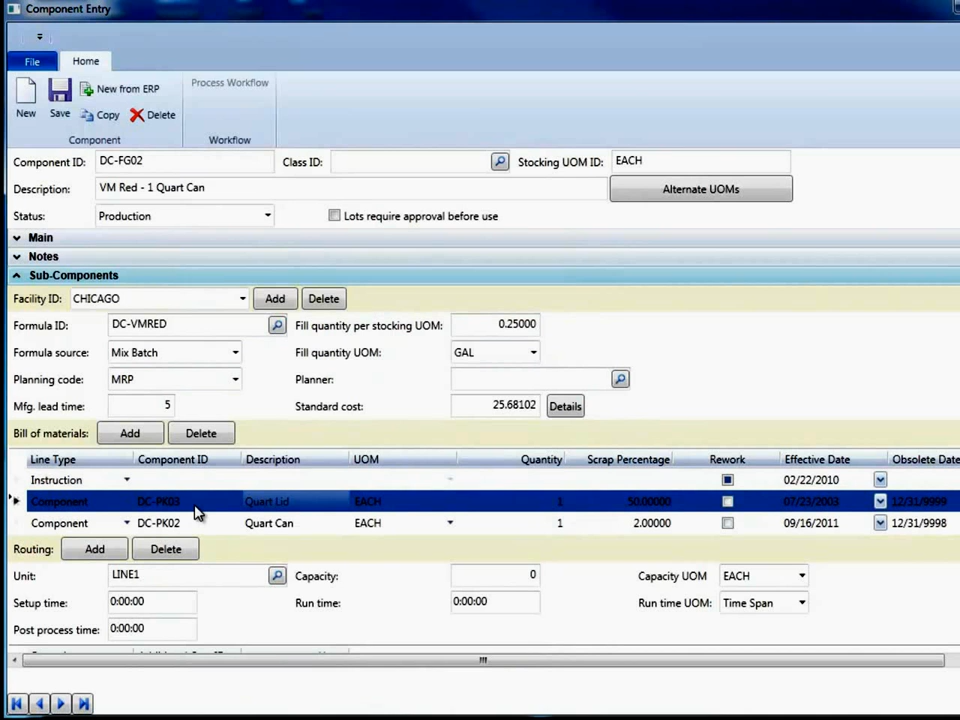 Component Entry
File Home
New Save New from ERP Copy Delete Process Workflow
Component Workflow
Component ID: DC-FG02 Class ID: Stocking UOM ID: EACH
Description: VM Red - 1 Quart Can Alternate UOMs
Status: Production Lots require approval before use
Main
Notes
Sub-Components
Facility ID: CHICAGO Add Delete
Formula ID: DC-VMRED Fill quantity per stocking UOM: 0.25000
Formula source: Mix Batch Fill quantity UOM: GAL
Planning code: MRP Planner:
Mfg. lead time: 5 Standard cost: 25.68102 Details
Bill of materials: Add Delete
Line Type Component ID Description UOM Quantity Scrap Percentage Rework Effective Date Obsolete Date
Instruction 02/22/2010
Component DC-PK03 Quart Lid EACH 1 50.00000 07/23/2003 12/31/9999
Component DC-PK02 Quart Can EACH 1 2.00000 09/16/2011 12/31/9998
Routing: Add Delete
Unit: LINE1 Capacity: 0 Capacity UOM EACH
Setup time: 0:00:00 Run time: 0:00:00 Run time UOM: Time Span
Post process time: 0:00:00